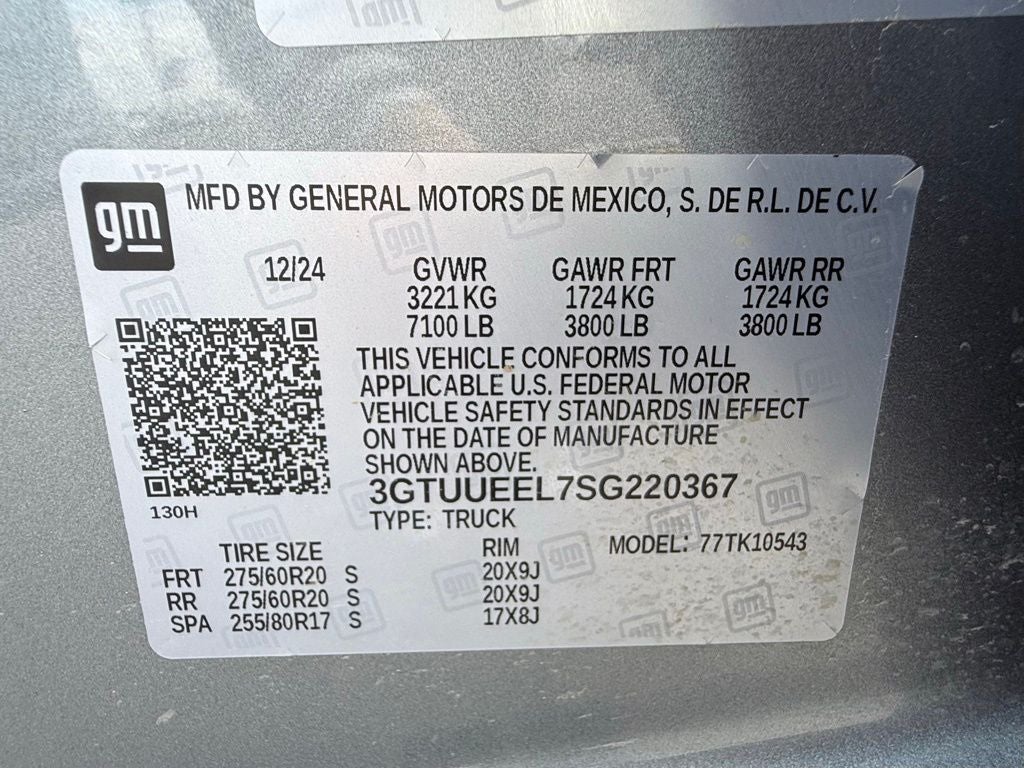 gm
MFD BY GENERAL MOTORS DE MEXICO, S. DE R.L. DE C.V.
12/24 GVWR GAWR FRT GAWR RR
3221 KG 1724 KG 1724 KG
7100 LB 3800 LB 3800 LB
THIS VEHICLE CONFORMS TO ALL
APPLICABLE U.S. FEDERAL MOTOR
VEHICLE SAFETY STANDARDS IN EFFECT
ON THE DATE OF MANUFACTURE
SHOWN ABOVE.
3GTUUEEL7SG220367
130H
TYPE: TRUCK
TIRE SIZE RIM MODEL: 77TK10543
FRT 275/60R20 S 20X9J
RR 275/60R20 S 20X9J
SPA 255/80R17 S 17X8J